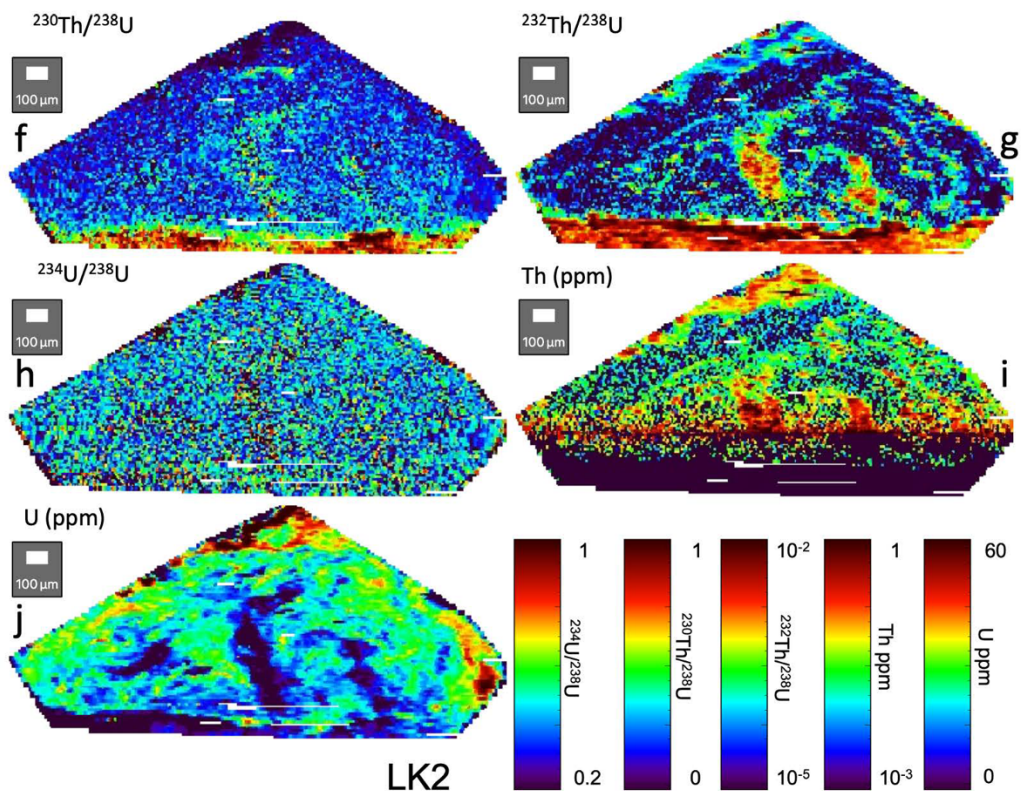 ²³⁰Th/²³⁸U
²³²Th/²³⁸U
100 µm
100 µm
f
g
²³⁴U/²³⁸U
Th (ppm)
100 µm
100 µm
h
i
U (ppm)
100 µm
j
1
1
10⁻²
1
60
²³⁴U/²³⁸U
²³⁰Th/²³⁸U
²³²Th/²³⁸U
Th ppm
U ppm
0.2
0
10⁻⁵
10⁻³
0
LK2